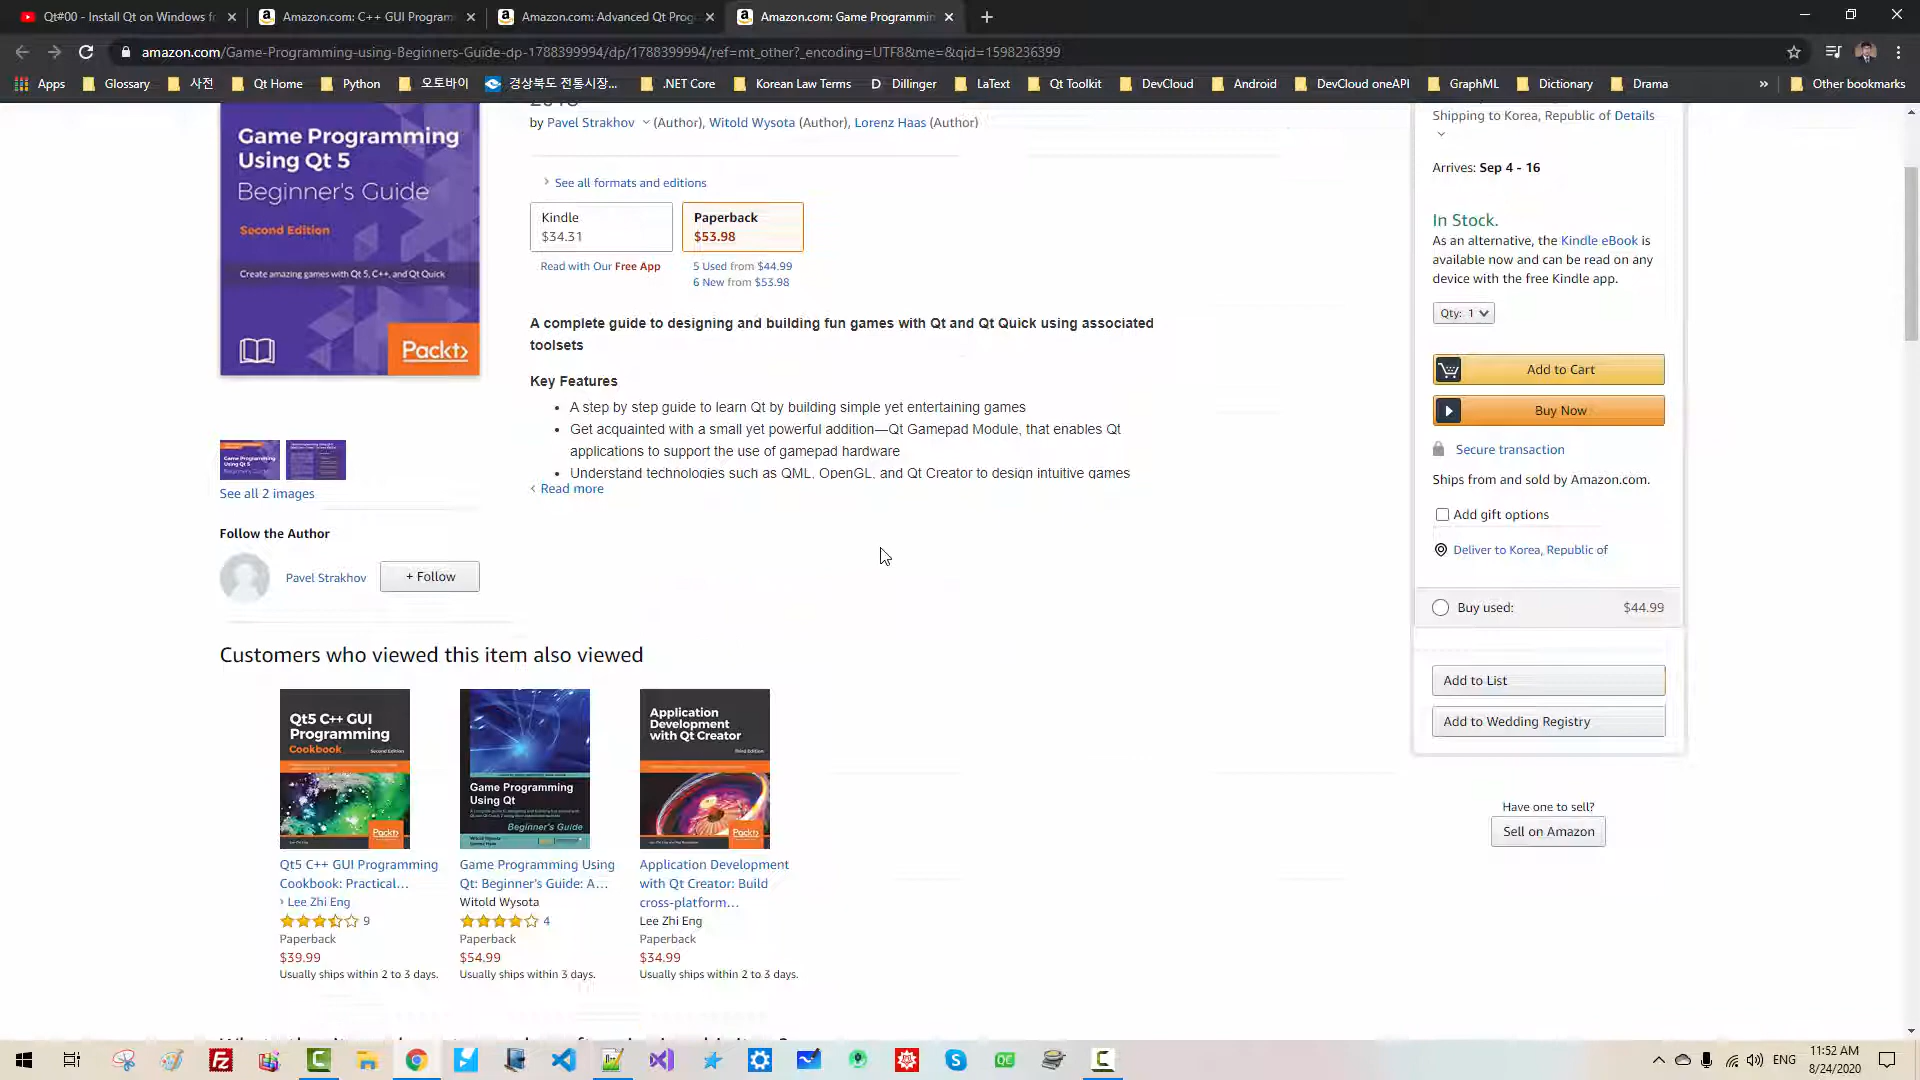 Qt#00 - Install Qt on Windows f
Amazon.com: C++ GUI Program
Amazon.com: Advanced Qt Prog
Amazon.com: Game Programmin
amazon.com/Game-Programming-using-Beginners-Guide-dp-1788399994/dp/1788399994/ref=mt_other?_encoding=UTF8&me=&qid=1598236399
Apps Glossary 사전 Qt Home Python 오토바이 경상북도 전통시장... .NET Core Korean Law Terms Dillinger LaText Qt Toolkit DevCloud Android DevCloud oneAPI GraphML Dictionary Drama » Other bookmarks
by Pavel Strakhov (Author), Witold Wysota (Author), Lorenz Haas (Author)
See all formats and editions
Kindle
$34.31
Paperback
$53.98
Read with Our Free App
5 Used from $44.99
6 New from $53.98
A complete guide to designing and building fun games with Qt and Qt Quick using associated
toolsets
Key Features
• A step by step guide to learn Qt by building simple yet entertaining games
• Get acquainted with a small yet powerful addition—Qt Gamepad Module, that enables Qt
applications to support the use of gamepad hardware
• Understand technologies such as QML, OpenGL, and Qt Creator to design intuitive games
Read more
Game Programming
Using Qt 5
Beginner's Guide
Second Edition
Create amazing games with Qt 5, C++, and Qt Quick
Packt>
See all 2 images
Follow the Author
Pavel Strakhov
+ Follow
Shipping to Korea, Republic of Details
Arrives: Sep 4 - 16
In Stock.
As an alternative, the Kindle eBook is
available now and can be read on any
device with the free Kindle app.
Qty: 1
Add to Cart
Buy Now
Secure transaction
Ships from and sold by Amazon.com.
Add gift options
Deliver to Korea, Republic of
Buy used: $44.99
Add to List
Add to Wedding Registry
Have one to sell?
Sell on Amazon
Customers who viewed this item also viewed
Qt5 C++ GUI
Programming
Cookbook
Second Edition
Packt>
Qt5 C++ GUI Programming
Cookbook: Practical...
› Lee Zhi Eng
9
Paperback
$39.99
Usually ships within 2 to 3 days.
Game Programming
Using Qt
Beginner's Guide
Game Programming Using
Qt: Beginner's Guide: A...
Witold Wysota
4
Paperback
$54.99
Usually ships within 3 days.
Application
Development
with Qt Creator
Third Edition
Packt>
Application Development
with Qt Creator: Build
cross-platform...
Lee Zhi Eng
Paperback
$34.99
Usually ships within 2 to 3 days.
ENG
11:52 AM
8/24/2020